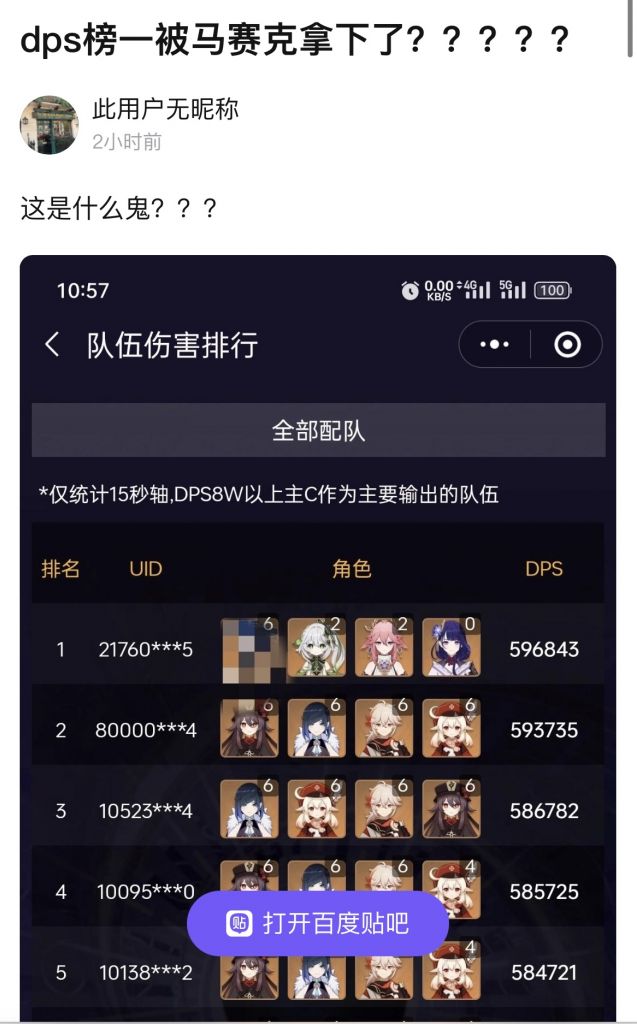 dps榜一被马赛克拿下了？？？？？
此用户无昵称
2小时前
这是什么鬼？？？
10:57
0.00 KB/S 4G 5G 100
队伍伤害排行
全部配队
*仅统计15秒轴,DPS8W以上主C作为主要输出的队伍
排名 UID 角色 DPS
1 21760***5 6 2 2 0 596843
2 80000***4 6 6 6 6 593735
3 10523***4 6 6 6 6 586782
4 10095***0 6 6 6 4 585725
贴 打开百度贴吧
5 10138***2 4 584721